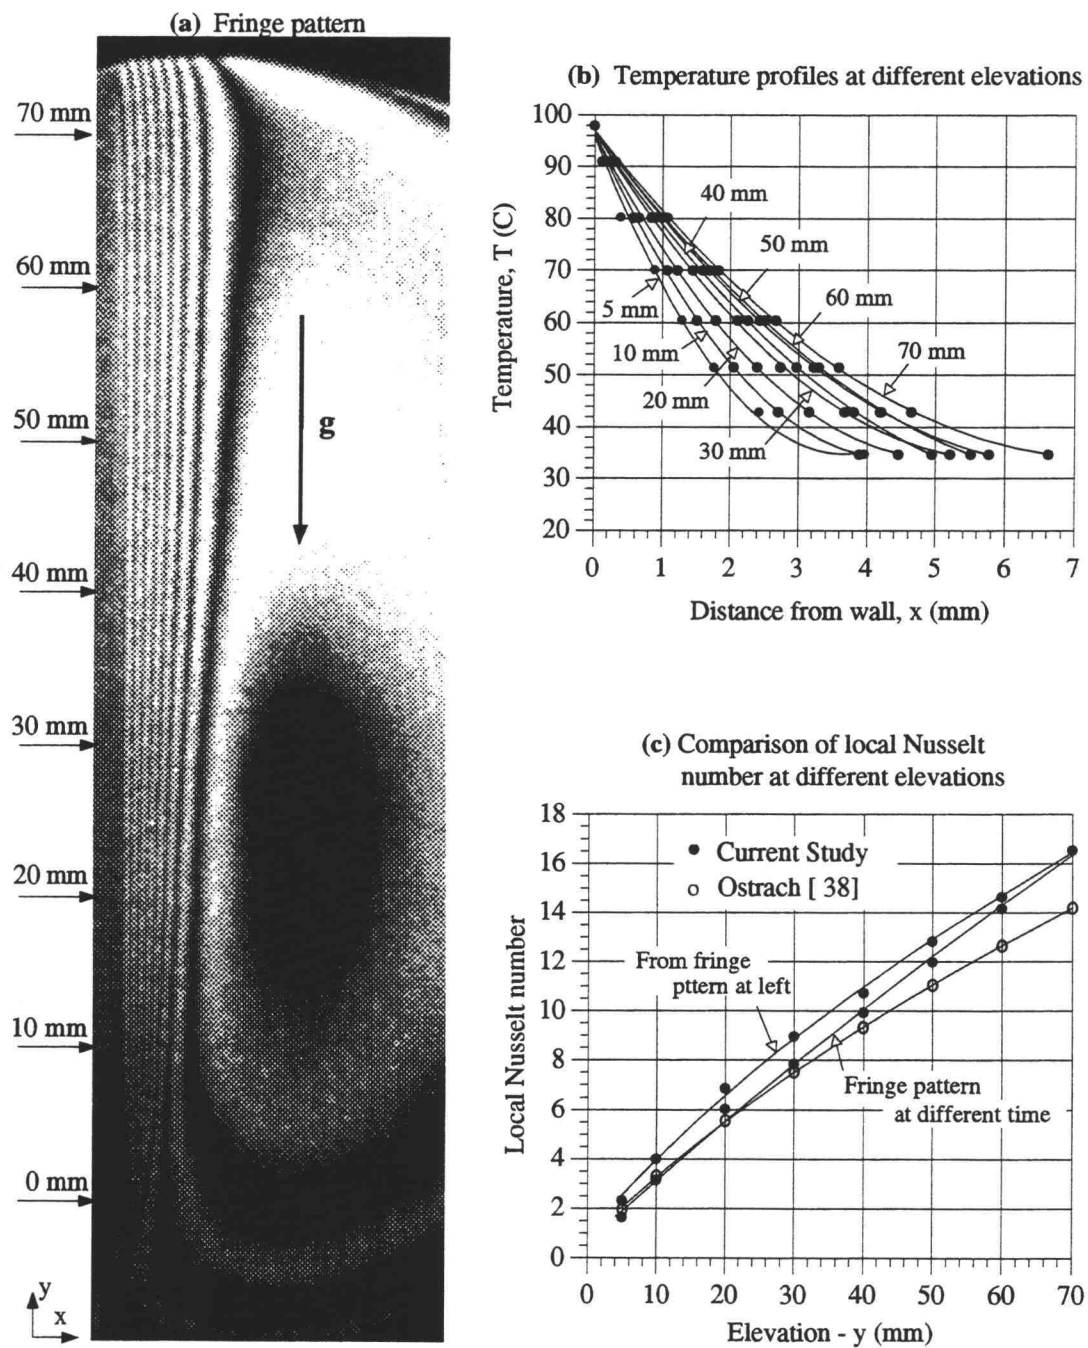 (a) Fringe pattern
70 mm
60 mm
50 mm
40 mm
30 mm
20 mm
10 mm
0 mm
g
y
x
(b) Temperature profiles at different elevations
Temperature, T (C)
100
90
80
70
60
50
40
30
20
40 mm
50 mm
60 mm
70 mm
5 mm
10 mm
20 mm
30 mm
0 1 2 3 4 5 6 7
Distance from wall, x (mm)
(c) Comparison of local Nusselt
number at different elevations
Local Nusselt number
18
16
14
12
10
8
6
4
2
0
Current Study
Ostrach [ 38]
From fringe
pttern at left
Fringe pattern
at different time
0 10 20 30 40 50 60 70
Elevation - y (mm)